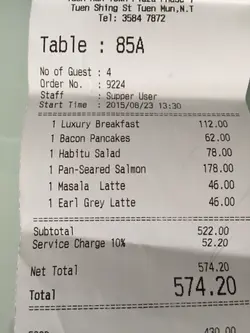 Tuen Shing St Tuen Mun,N.T
Tel: 3584 7872
Table : 85A
No of Guest : 4
Order No. : 9224
Staff : Supper User
Start Time : 2015/08/23 13:30
1 Luxury Breakfast 112.00
1 Bacon Pancakes 62.00
1 Habitu Salad 78.00
1 Pan-Seared Salmon 178.00
1 Masala Latte 46.00
1 Earl Grey Latte 46.00
Subtotal 522.00
Service Charge 10% 52.20
Net Total 574.20
Total 574.20